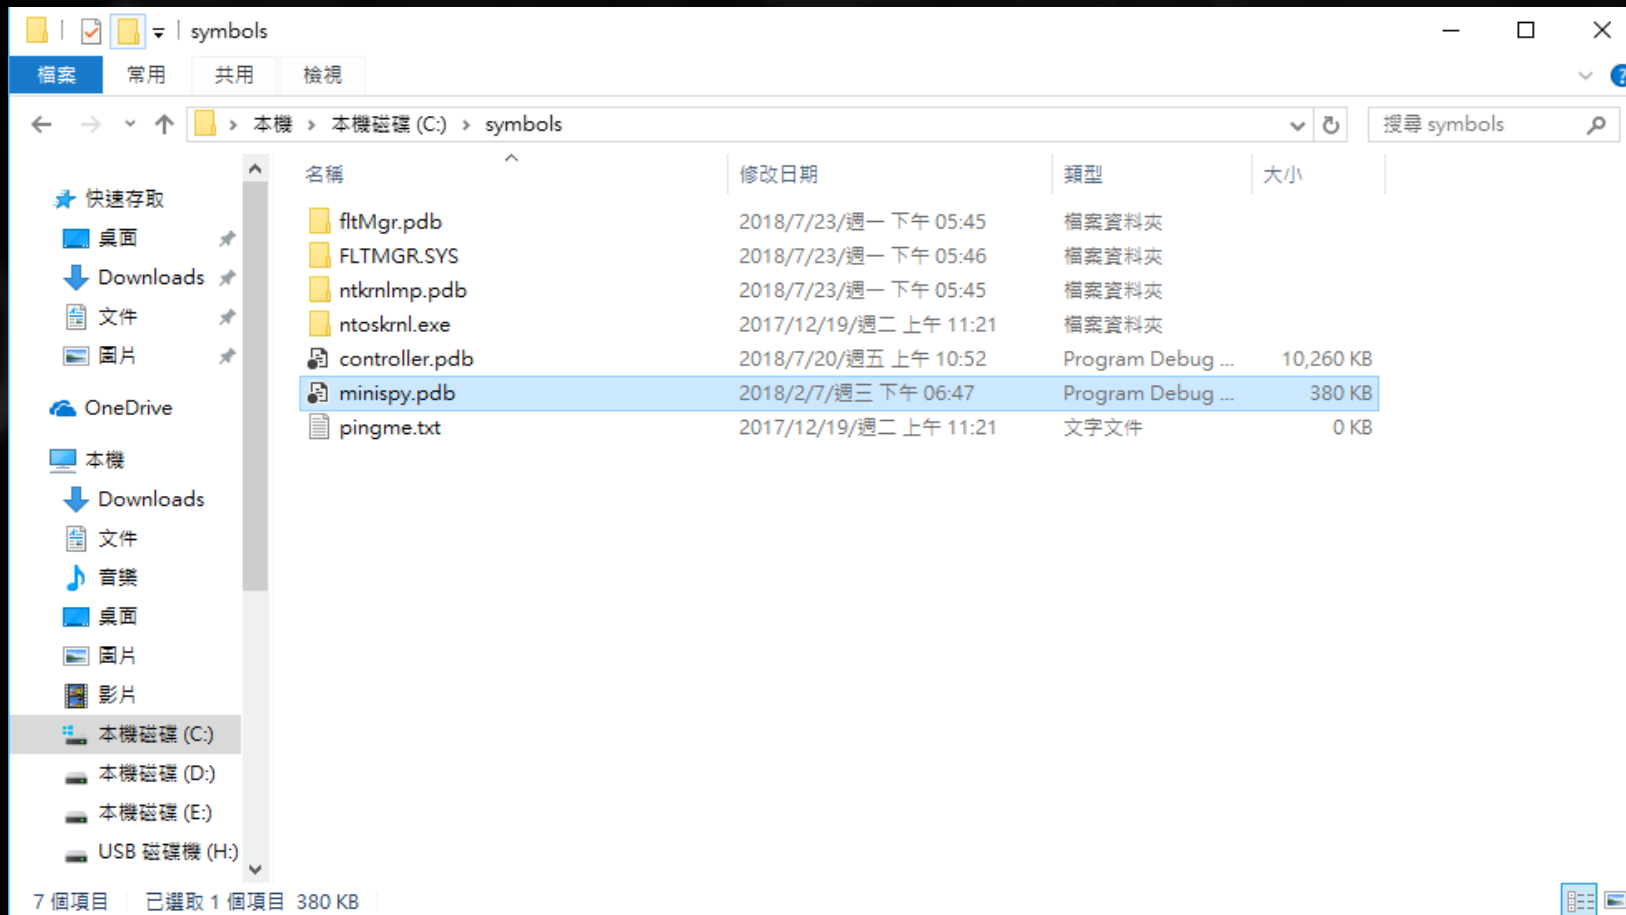 symbols
檔案 常用 共用 檢視
本機 本機磁碟 (C:) symbols 搜尋 symbols
名稱 修改日期 類型 大小
快速存取
桌面
Downloads
文件
圖片
OneDrive
本機
Downloads
文件
音樂
桌面
圖片
影片
本機磁碟 (C:)
本機磁碟 (D:)
本機磁碟 (E:)
USB 磁碟機 (H:)
fltMgr.pdb 2018/7/23/週一 下午 05:45 檔案資料夾
FLTMGR.SYS 2018/7/23/週一 下午 05:46 檔案資料夾
ntkrnlmp.pdb 2018/7/23/週一 下午 05:45 檔案資料夾
ntoskrnl.exe 2017/12/19/週二 上午 11:21 檔案資料夾
controller.pdb 2018/7/20/週五 上午 10:52 Program Debug ... 10,260 KB
minispy.pdb 2018/2/7/週三 下午 06:47 Program Debug ... 380 KB
pingme.txt 2017/12/19/週二 上午 11:21 文字文件 0 KB
7 個項目 已選取 1 個項目 380 KB